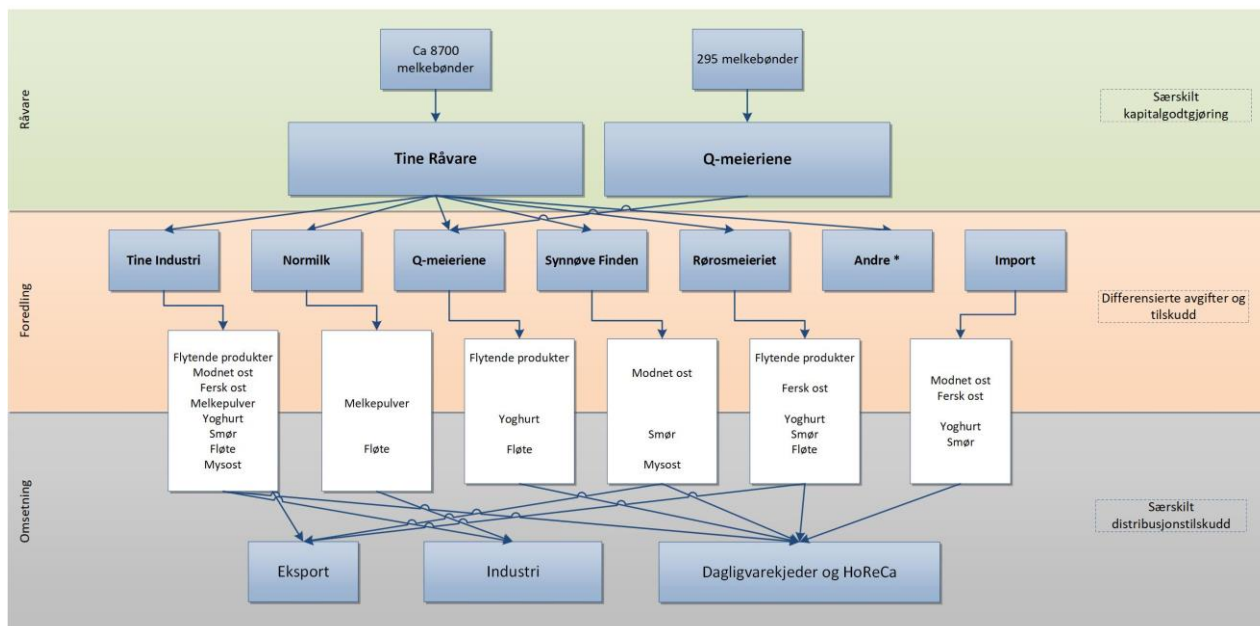 Råvare
Ca 8700
melkebønder
295 melkebønder
Særskilt
kapitalgodtgjøring
Tine Råvare
Q-meieriene
Foredling
Tine Industri
Normilk
Q-meieriene
Synnøve Finden
Rørosmeieriet
Andre *
Import
Differensierte avgifter og
tilskudd
Flytende produkter
Modnet ost
Fersk ost
Melkepulver
Yoghurt
Smør
Fløte
Mysost
Melkepulver
Fløte
Flytende produkter
Yoghurt
Fløte
Modnet ost
Smør
Mysost
Flytende produkter
Fersk ost
Yoghurt
Smør
Fløte
Modnet ost
Fersk ost
Yoghurt
Smør
Omsetning
Særskilt
distribusjonstilskudd
Eksport
Industri
Dagligvarekjeder og HoReCa